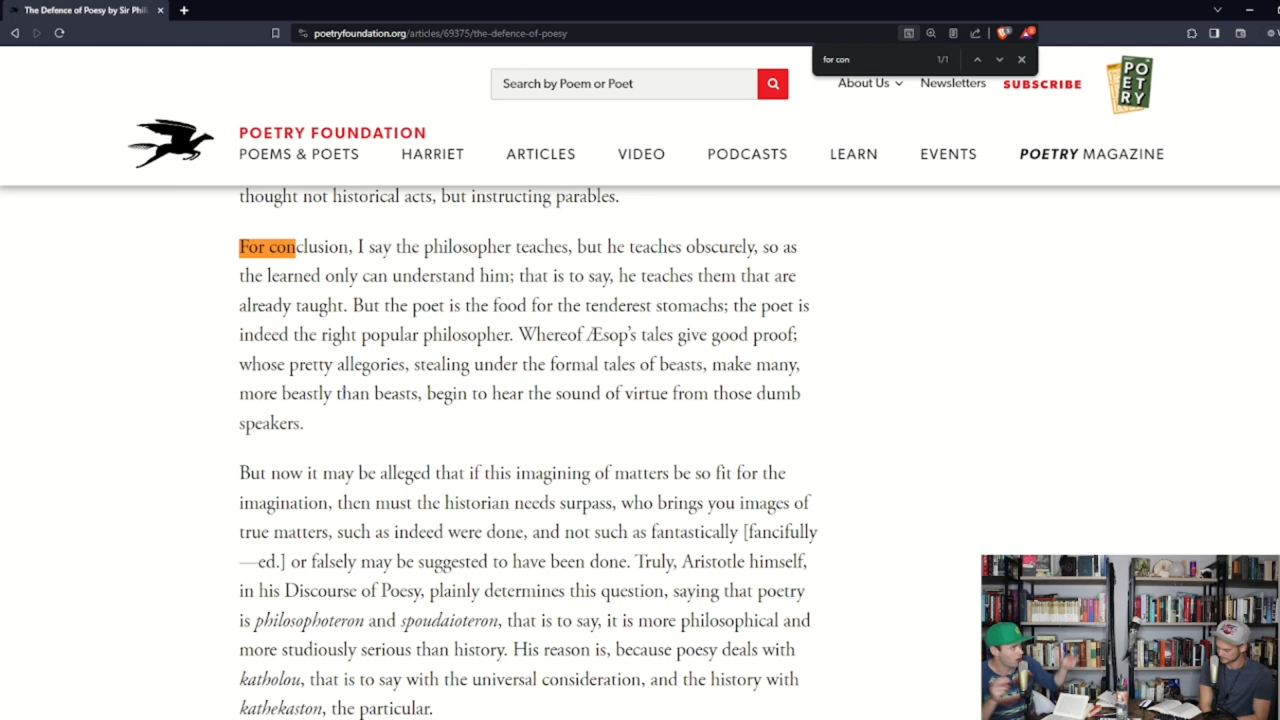 The Defence of Poesy by Sir Phil
poetryfoundation.org/articles/69375/the-defence-of-poesy
for con 1/1
Search by Poem or Poet
About Us Newsletters SUBSCRIBE
PO
ET
RY
POETRY FOUNDATION
POEMS & POETS HARRIET ARTICLES VIDEO PODCASTS LEARN EVENTS POETRY MAGAZINE
thought not historical acts, but instructing parables.
For conclusion, I say the philosopher teaches, but he teaches obscurely, so as
the learned only can understand him; that is to say, he teaches them that are
already taught. But the poet is the food for the tenderest stomachs; the poet is
indeed the right popular philosopher. Whereof Æsop’s tales give good proof;
whose pretty allegories, stealing under the formal tales of beasts, make many,
more beastly than beasts, begin to hear the sound of virtue from those dumb
speakers.
But now it may be alleged that if this imagining of matters be so fit for the
imagination, then must the historian needs surpass, who brings you images of
true matters, such as indeed were done, and not such as fantastically [fancifully
—ed.] or falsely may be suggested to have been done. Truly, Aristotle himself,
in his Discourse of Poesy, plainly determines this question, saying that poetry
is philosophoteron and spoudaioteron, that is to say, it is more philosophical and
more studiously serious than history. His reason is, because poesy deals with
katholou, that is to say with the universal consideration, and the history with
kathekaston, the particular.